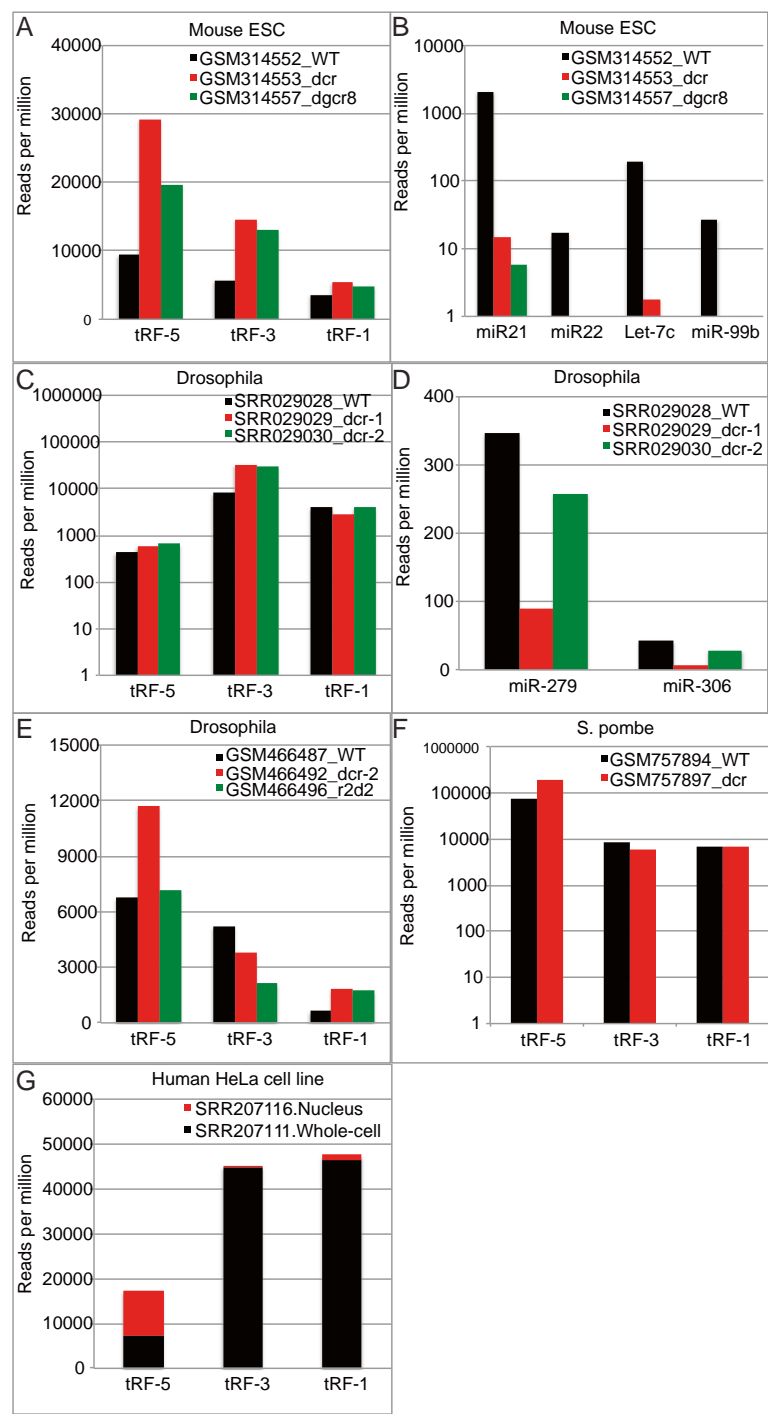 A
Mouse ESC
GSM314552_WT
GSM314553_dcr
GSM314557_dgcr8
Reads per million
40000
30000
20000
10000
0
tRF-5 tRF-3 tRF-1
B
Mouse ESC
GSM314552_WT
GSM314553_dcr
GSM314557_dgcr8
Reads per million
10000
1000
100
10
1
miR21 miR22 Let-7c miR-99b
C
Drosophila
SRR029028_WT
SRR029029_dcr-1
SRR029030_dcr-2
Reads per million
1000000
100000
10000
1000
100
10
1
tRF-5 tRF-3 tRF-1
D
Drosophila
SRR029028_WT
SRR029029_dcr-1
SRR029030_dcr-2
Reads per million
400
300
200
100
0
miR-279 miR-306
E
Drosophila
GSM466487_WT
GSM466492_dcr-2
GSM466496_r2d2
Reads per million
15000
12000
9000
6000
3000
0
tRF-5 tRF-3 tRF-1
F
S. pombe
GSM757894_WT
GSM757897_dcr
Reads per million
1000000
100000
10000
1000
100
10
1
tRF-5 tRF-3 tRF-1
G
Human HeLa cell line
SRR207116.Nucleus
SRR207111.Whole-cell
Reads per million
60000
50000
40000
30000
20000
10000
0
tRF-5 tRF-3 tRF-1